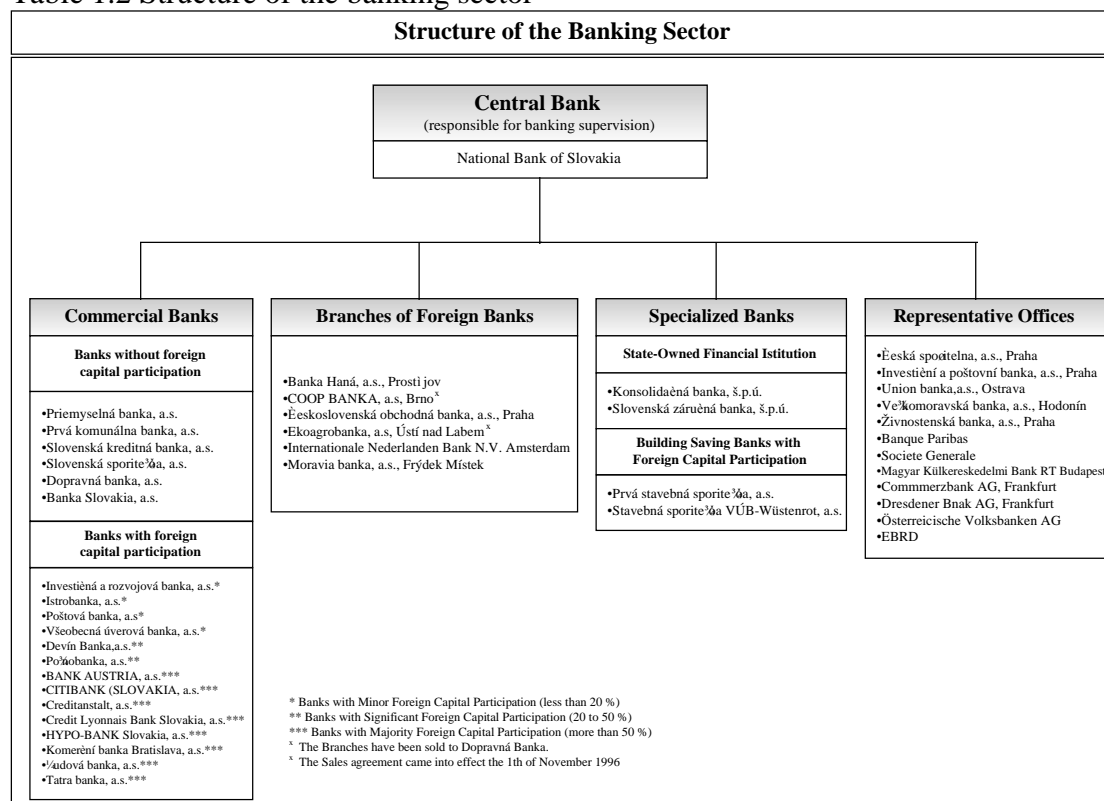 Table 1.2 Structure of the banking sector
Structure of the Banking Sector
Central Bank
(responsible for banking supervision)
National Bank of Slovakia
Commercial Banks
Banks without foreign
capital participation
•Priemyselná banka, a.s.
•Prvá komunálna banka, a.s.
•Slovenská kreditná banka, a.s.
•Slovenská sporite¾òa, a.s.
•Dopravná banka, a.s.
•Banka Slovakia, a.s.
Banks with foreign
capital participation
•Investièná a rozvojová banka, a.s.*
•Istrobanka, a.s.*
•Poštová banka, a.s*
•Všeobecná úverová banka, a.s.*
•Devín Banka,a.s.**
•Po¾nobanka, a.s.**
•BANK AUSTRIA, a.s.***
•CITIBANK (SLOVAKIA, a.s.***
•Creditanstalt, a.s.***
•Credit Lyonnais Bank Slovakia, a.s.***
•HYPO-BANK Slovakia, a.s.***
•Komerèní banka Bratislava, a.s.***
•¼udová banka, a.s.***
•Tatra banka, a.s.***
Branches of Foreign Banks
•Banka Haná, a.s., Prostìjov
•COOP BANKA, a.s, Brno x
•Èeskoslovenská obchodná banka, a.s., Praha
•Ekoagrobanka, a.s, Ústí nad Labem x
•Internationale Nederlanden Bank N.V. Amsterdam
•Moravia banka, a.s., Frýdek Místek
Specialized Banks
State-Owned Financial Istitution
•Konsolidaèná banka, š.p.ú.
•Slovenská záruèná banka, š.p.ú.
Building Saving Banks with
Foreign Capital Participation
•Prvá stavebná sporite¾òa, a.s.
•Stavebná sporite¾òa VÚB-Wüstenrot, a.s.
Representative Offices
•Èeská spoøitelna, a.s., Praha
•Investièní a poštovní banka, a.s., Praha
•Union banka,a.s., Ostrava
•Ve¾komoravská banka, a.s., Hodonín
•Živnostenská banka, a.s., Praha
•Banque Paribas
•Societe Generale
•Magyar Külkereskedelmi Bank RT Budapest
•Commmerzbank AG, Frankfurt
•Dresdener Bnak AG, Frankfurt
•Österreicische Volksbanken AG
•EBRD
* Banks with Minor Foreign Capital Participation (less than 20 %)
** Banks with Significant Foreign Capital Participation (20 to 50 %)
*** Banks with Majority Foreign Capital Participation (more than 50 %)
x The Branches have been sold to Dopravná Banka.
x The Sales agreement came into effect the 1th of November 1996